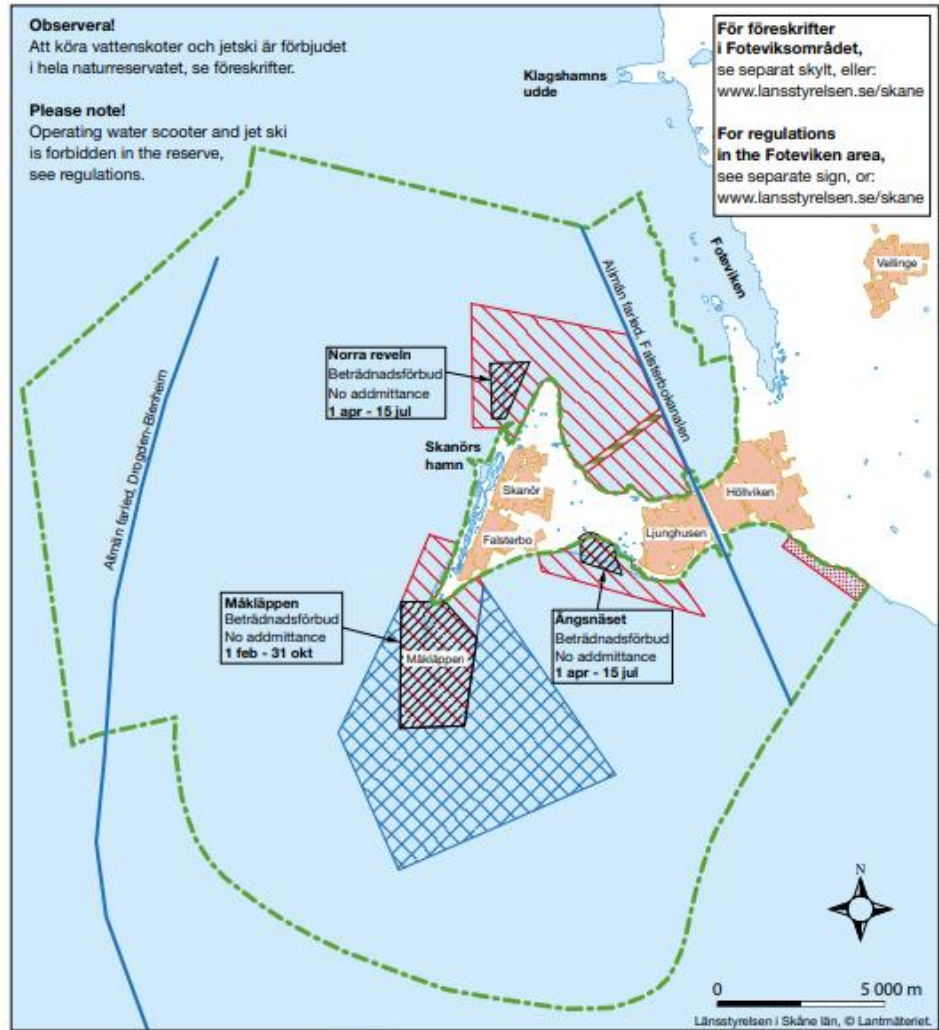 Observera!
Att köra vattenskoter och jetski är förbjudet
i hela naturreservatet, se föreskrifter.
Please note!
Operating water scooter and jet ski
is forbidden in the reserve,
see regulations.
Klagshamns
udde
För föreskrifter
i Foteviksområdet,
se separat skylt, eller:
www.lansstyrelsen.se/skane
For regulations
in the Foteviken area,
see separate sign, or:
www.lansstyrelsen.se/skane
Foteviken
Vellinge
Allmän farled, Falsterbokanalen
Allmän farled, Drogden-Blenheim
Norra reveln
Beträdnadsförbud
No addmittance
1 apr - 15 jul
Skanörs
hamn
Skanör
Höllviken
Falsterbo
Ljunghusen
Måkläppen
Beträdnadsförbud
No addmittance
1 feb - 31 okt
Måkläppen
Ängsnäset
Beträdnadsförbud
No addmittance
1 apr - 15 jul
N
0 5 000 m
Länsstyrelsen i Skåne län, © Lantmäteriet.